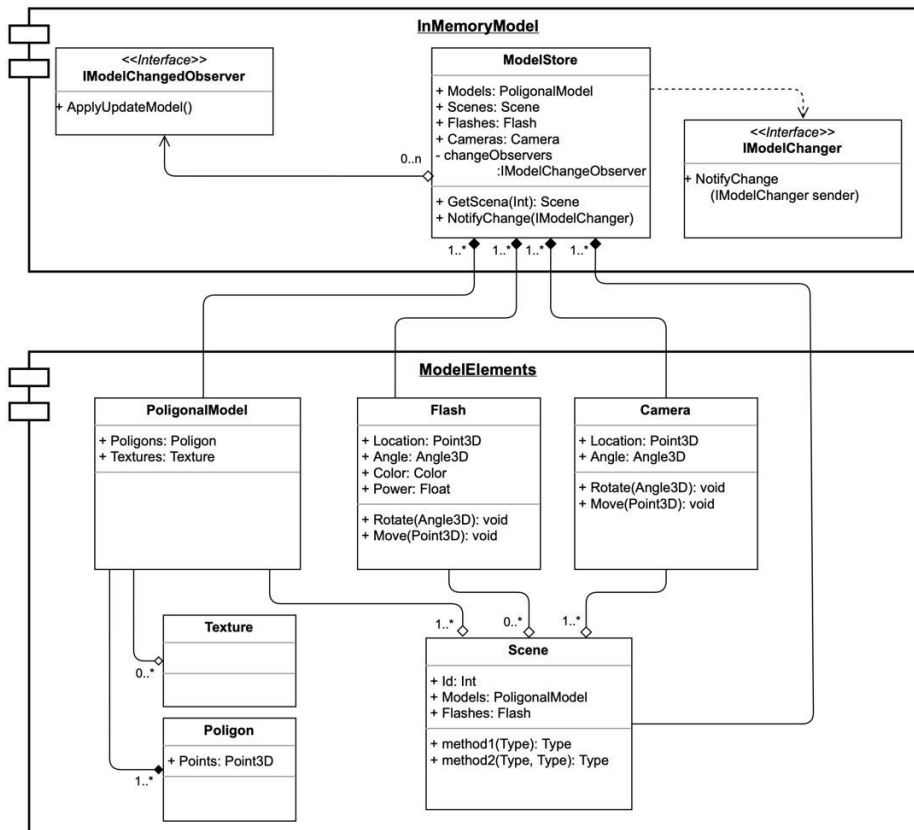 InMemoryModel
<<Interface>>
IModelChangedObserver
+ ApplyUpdateModel()
0..n
ModelStore
+ Models: PoligonalModel
+ Scenes: Scene
+ Flashes: Flash
+ Cameras: Camera
- changeObservers
:IModelChangeObserver
+ GetScena(Int): Scene
+ NotifyChange(IModelChanger)
<<Interface>>
IModelChanger
+ NotifyChange
(IModelChanger sender)
1..*
1..*
1..*
1..*
ModelElements
PoligonalModel
+ Poligons: Poligon
+ Textures: Texture
Flash
+ Location: Point3D
+ Angle: Angle3D
+ Color: Color
+ Power: Float
+ Rotate(Angle3D): void
+ Move(Point3D): void
Camera
+ Location: Point3D
+ Angle: Angle3D
+ Rotate(Angle3D): void
+ Move(Point3D): void
Texture
0..*
Poligon
+ Points: Point3D
1..*
1..*
0..*
1..*
Scene
+ Id: Int
+ Models: PoligonalModel
+ Flashes: Flash
+ method1(Type): Type
+ method2(Type, Type): Type